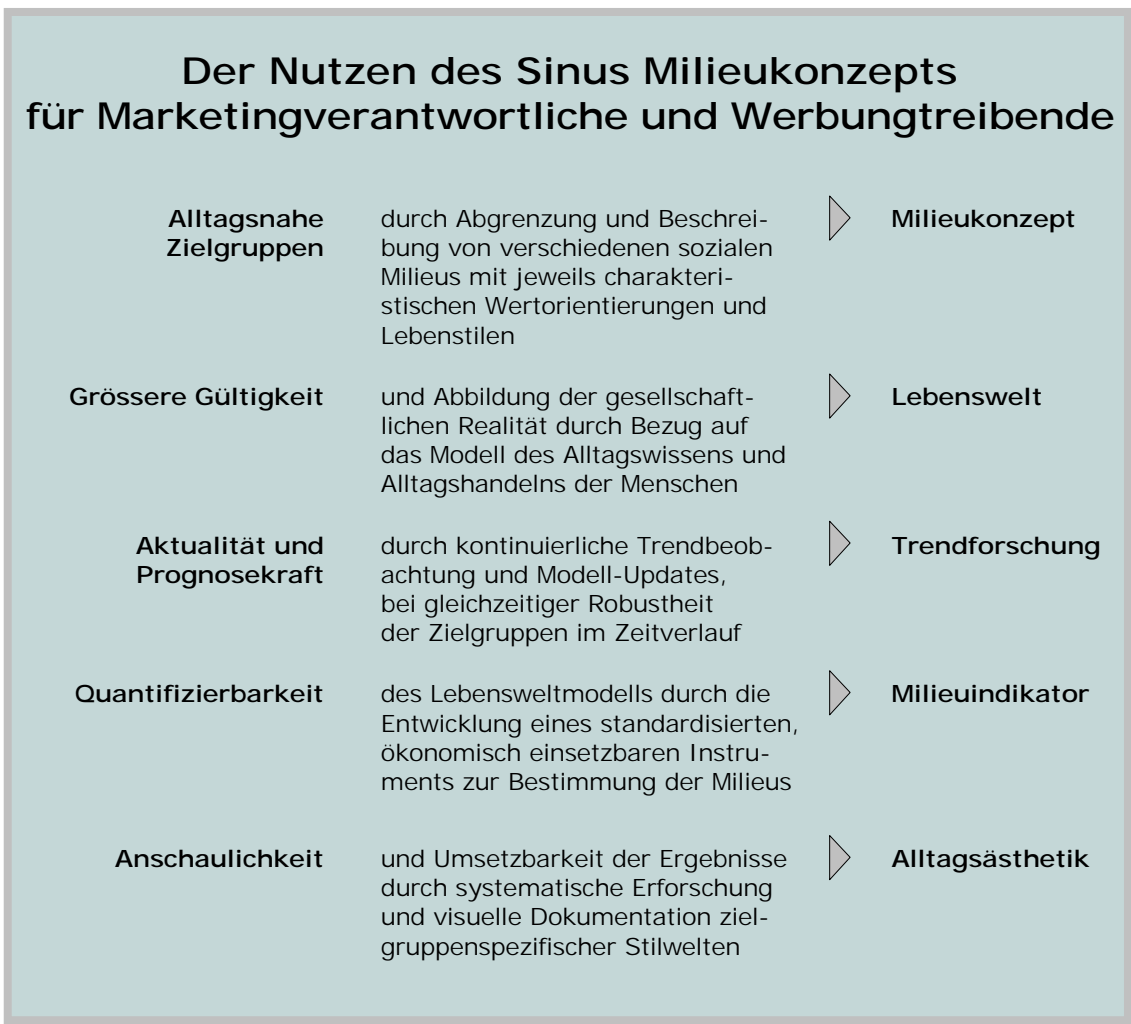 Der Nutzen des Sinus Milieukonzepts
für Marketingverantwortliche und Werbungtreibende
Alltagsnahe
Zielgruppen
durch Abgrenzung und Beschrei-
bung von verschiedenen sozialen
Milieus mit jeweils charakteri-
stischen Wertorientierungen und
Lebenstilen
Milieukonzept
Grössere Gültigkeit
und Abbildung der gesellschaft-
lichen Realität durch Bezug auf
das Modell des Alltagswissens und
Alltagshandelns der Menschen
Lebenswelt
Aktualität und
Prognosekraft
durch kontinuierliche Trendbeob-
achtung und Modell-Updates,
bei gleichzeitiger Robustheit
der Zielgruppen im Zeitverlauf
Trendforschung
Quantifizierbarkeit
des Lebensweltmodells durch die
Entwicklung eines standardisierten,
ökonomisch einsetzbaren Instru-
ments zur Bestimmung der Milieus
Milieuindikator
Anschaulichkeit
und Umsetzbarkeit der Ergebnisse
durch systematische Erforschung
und visuelle Dokumentation ziel-
gruppenspezifischer Stilwelten
Alltagsästhetik